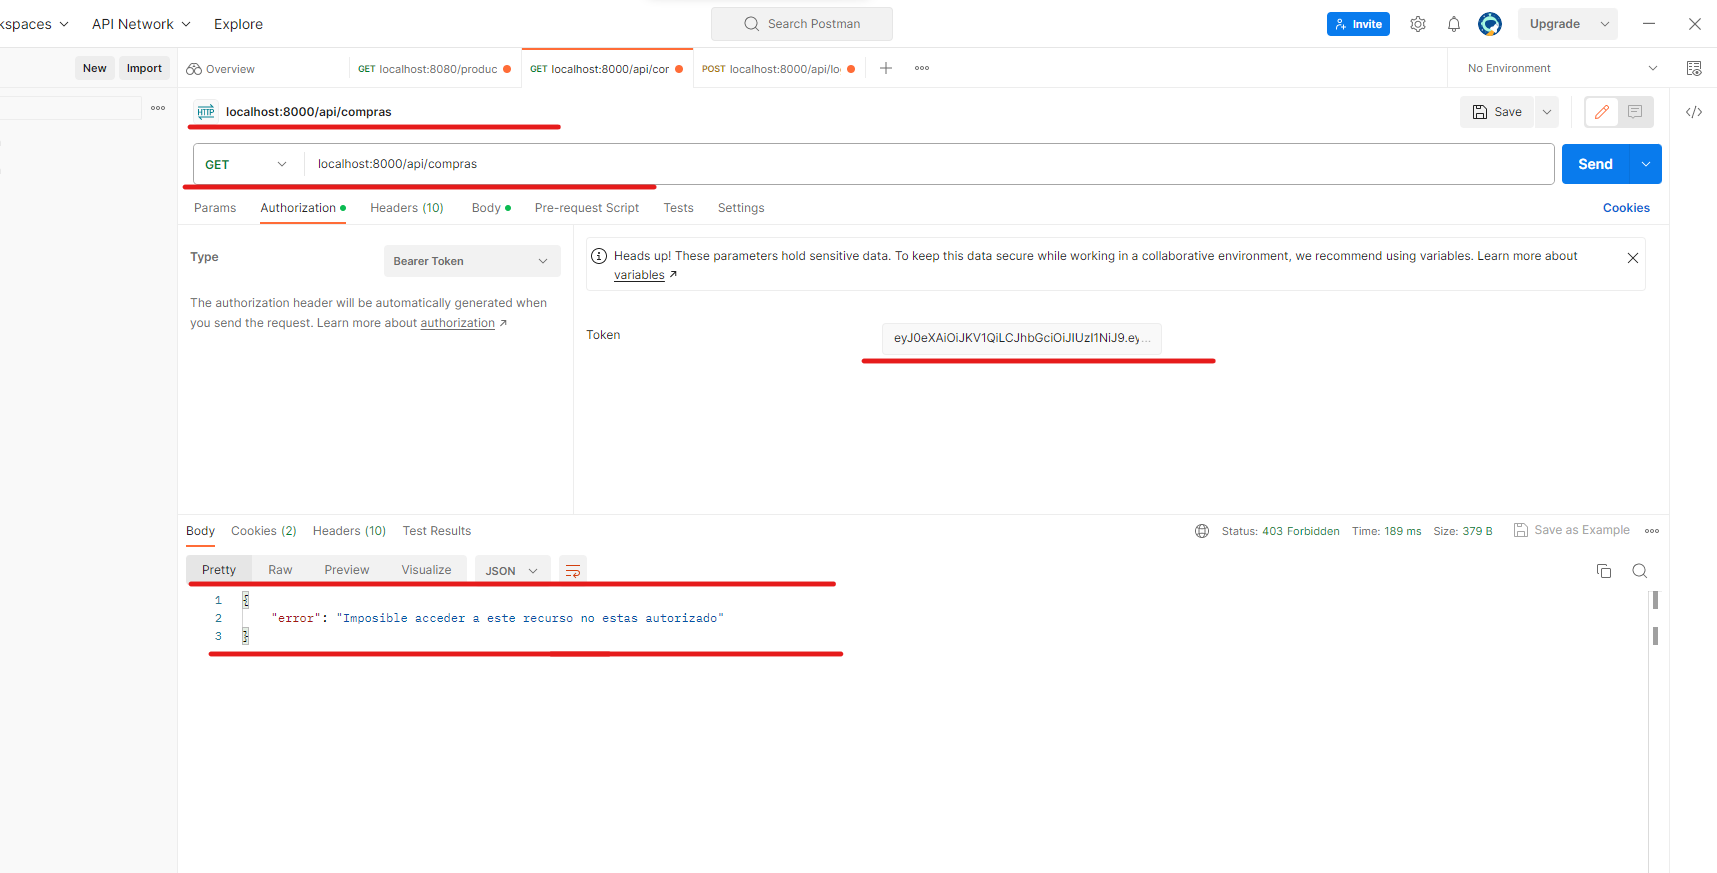 kspaces API Network Explore Search Postman Invite Upgrade
New Import Overview GET localhost:8080/produc GET localhost:8000/api/cor POST localhost:8000/api/lo No Environment
HTTP localhost:8000/api/compras Save
GET localhost:8000/api/compras Send
Params Authorization Headers (10) Body Pre-request Script Tests Settings Cookies
Type Bearer Token
The authorization header will be automatically generated when
you send the request. Learn more about authorization
Heads up! These parameters hold sensitive data. To keep this data secure while working in a collaborative environment, we recommend using variables. Learn more about
variables
Token eyJ0eXAiOiJKV1QiLCJhbGciOiJIUzI1NiJ9.ey...
Body Cookies (2) Headers (10) Test Results Status: 403 Forbidden Time: 189 ms Size: 379 B Save as Example
Pretty Raw Preview Visualize JSON
1 {
2 "error": "Imposible acceder a este recurso no estas autorizado"
3 }